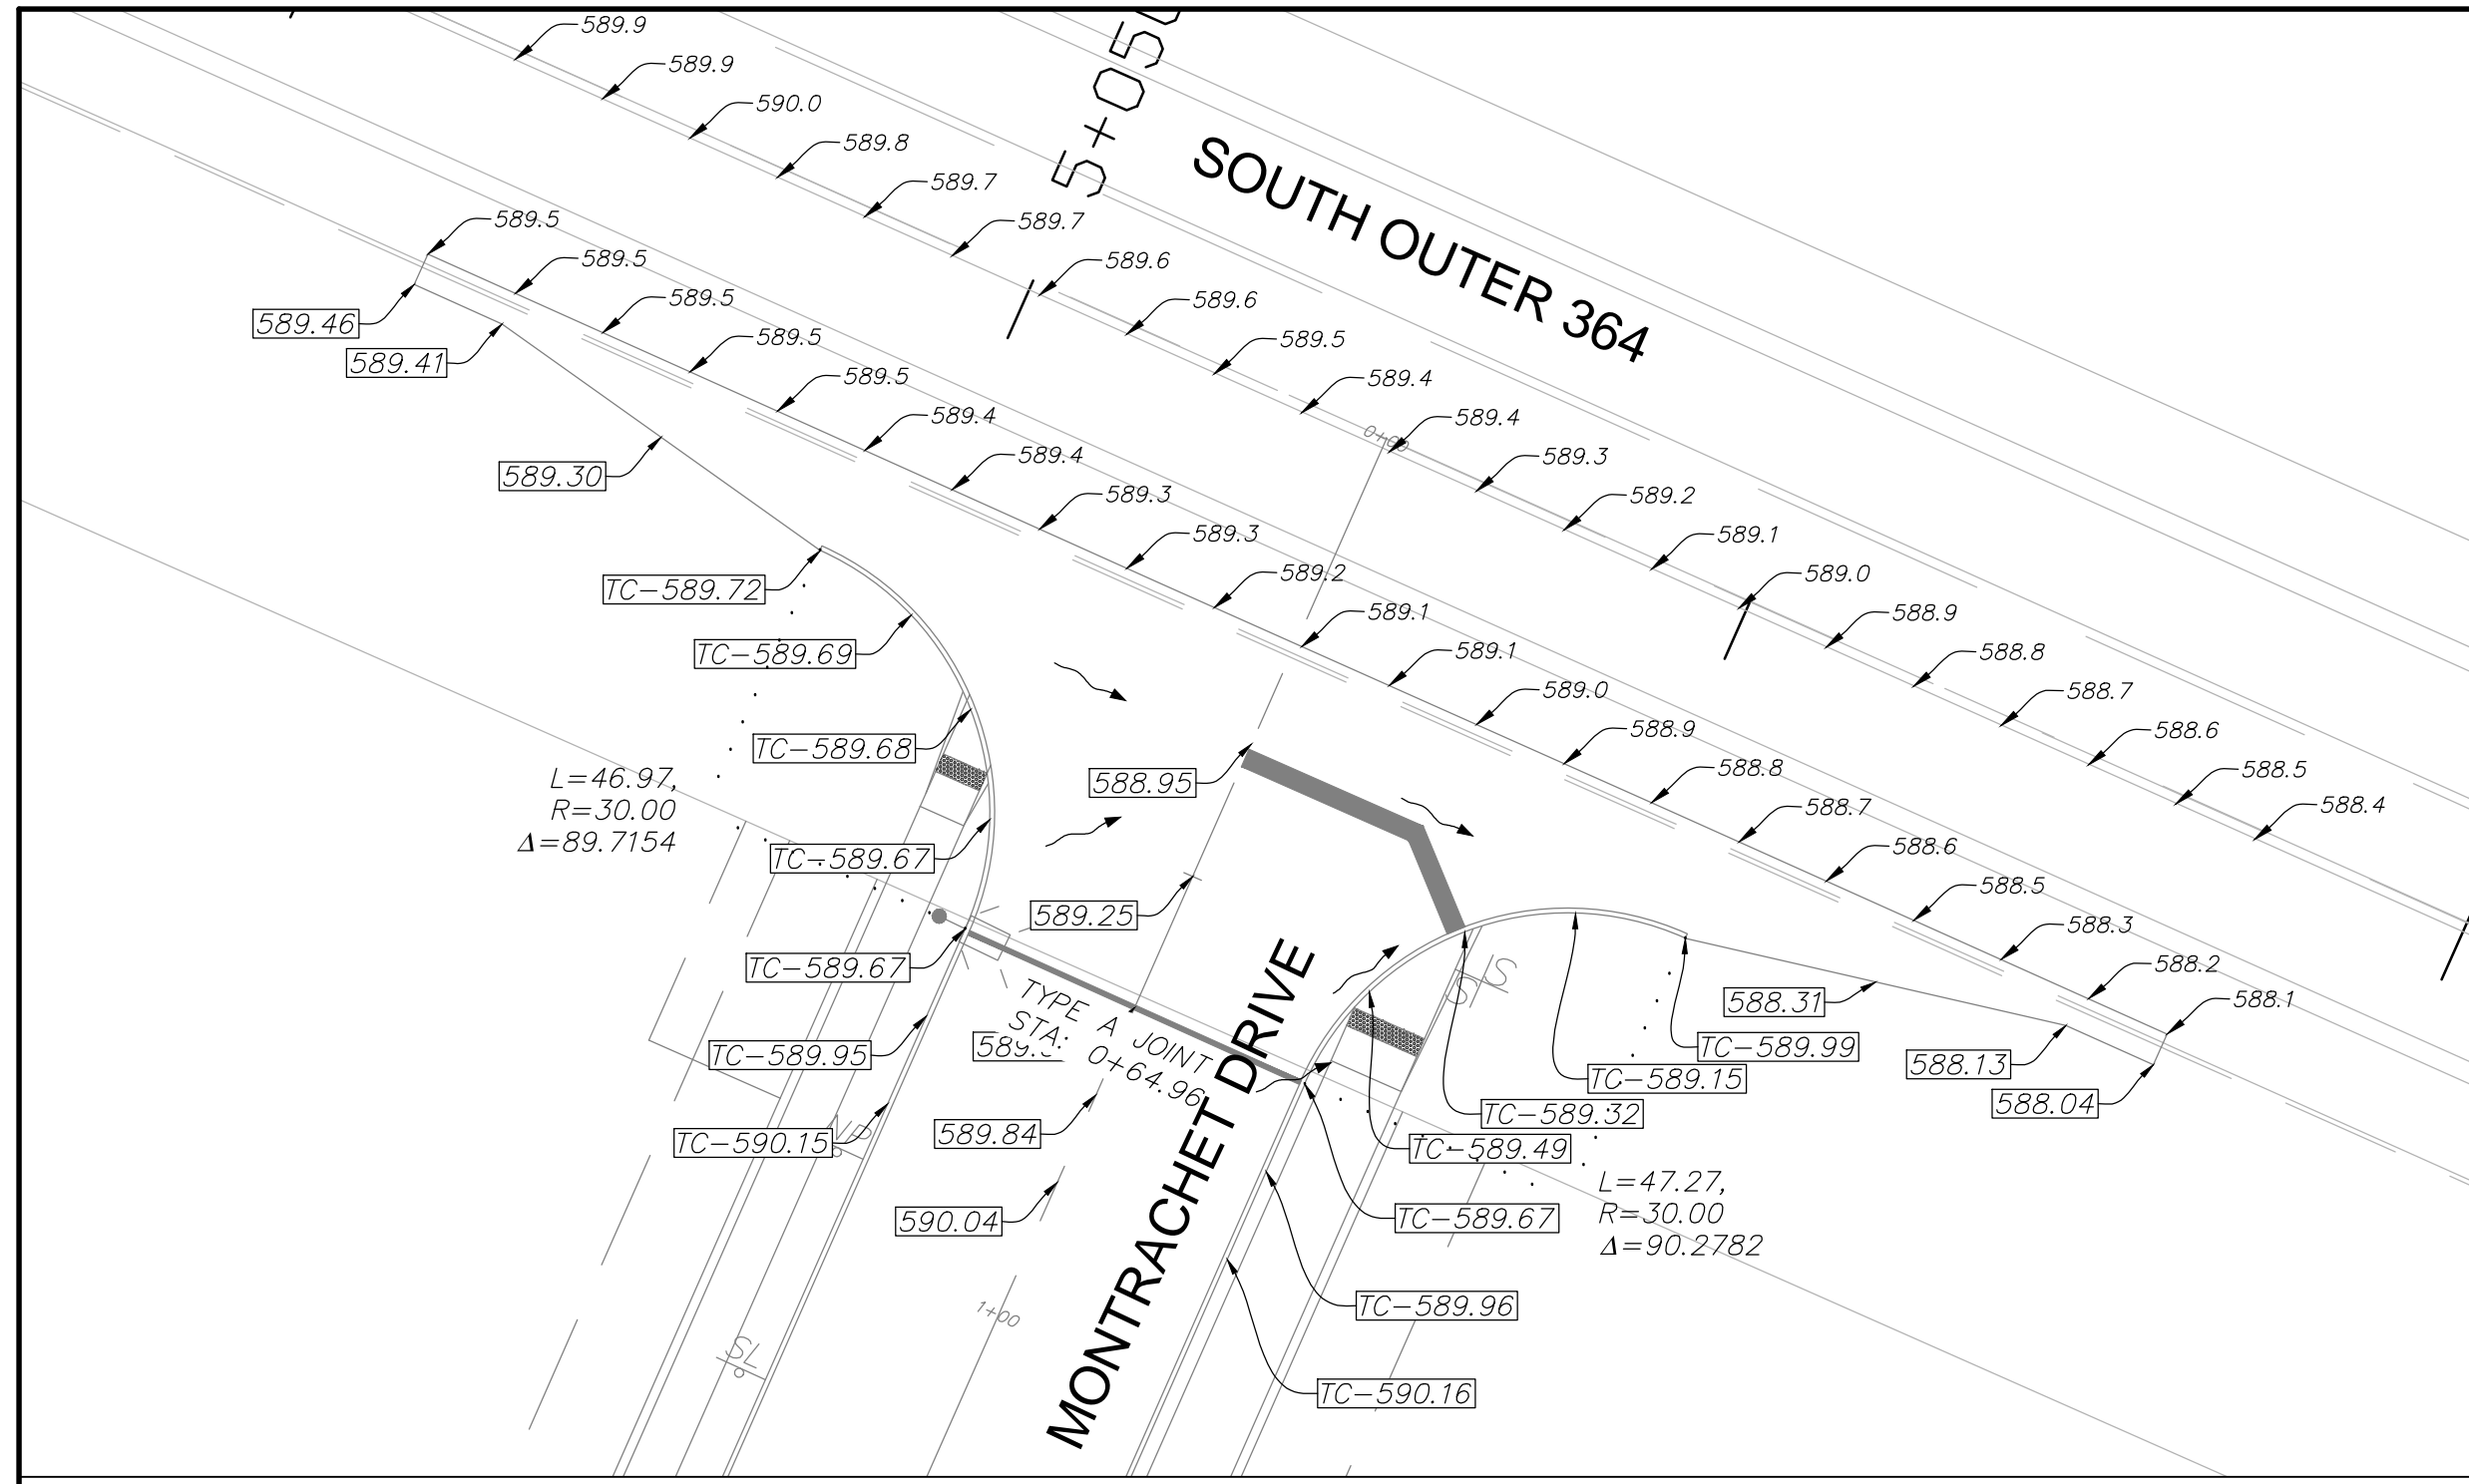 589.9
589.9
590.0
589.8
589.7
589.7
589.6
589.6
589.5
589.4
589.4
589.3
589.2
589.1
589.0
588.9
588.8
588.7
588.6
588.5
588.4
SOUTH OUTER 364
0+00
589.5
589.5
589.5
589.5
589.5
589.4
589.4
589.3
589.3
589.2
589.1
589.1
589.0
588.9
588.8
588.7
588.6
588.5
588.3
588.2
588.1
589.46
589.41
589.30
TC-589.72
TC-589.69
TC-589.68
L=46.97,
R=30.00
Δ=89.7154
TC-589.67
TC-589.67
TC-589.95
TC-590.15
588.95
589.25
TYPE A JOINT
STA: 0+64.96
589.84
590.04
MONTRACHET DRIVE
588.31
TC-589.99
TC-589.15
TC-589.32
TC-589.49
588.13
588.04
L=47.27,
R=30.00
Δ=90.2782
TC-589.67
TC-589.96
TC-590.16
1+00
SL
S
S